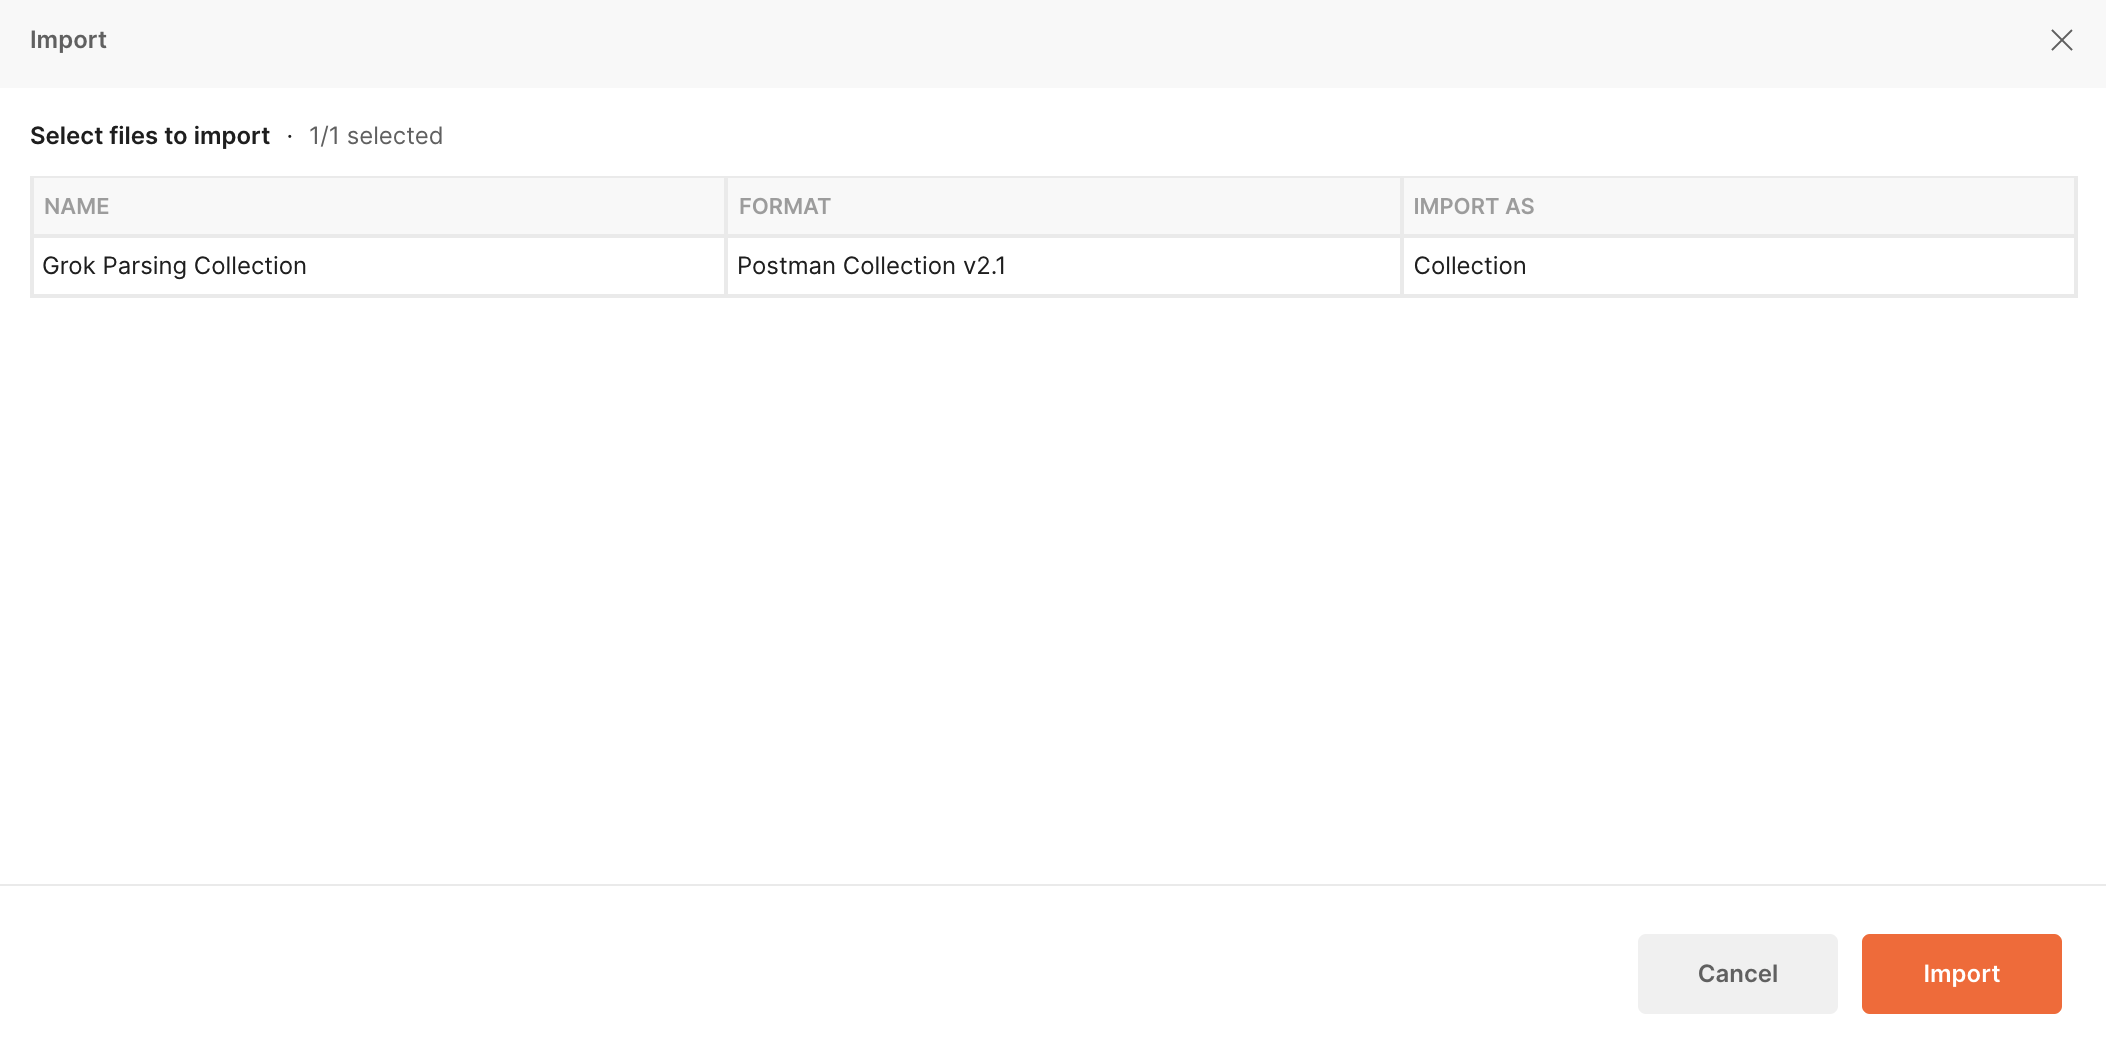 Import
Select files to import · 1/1 selected
NAME FORMAT IMPORT AS
Grok Parsing Collection Postman Collection v2.1 Collection
Cancel Import